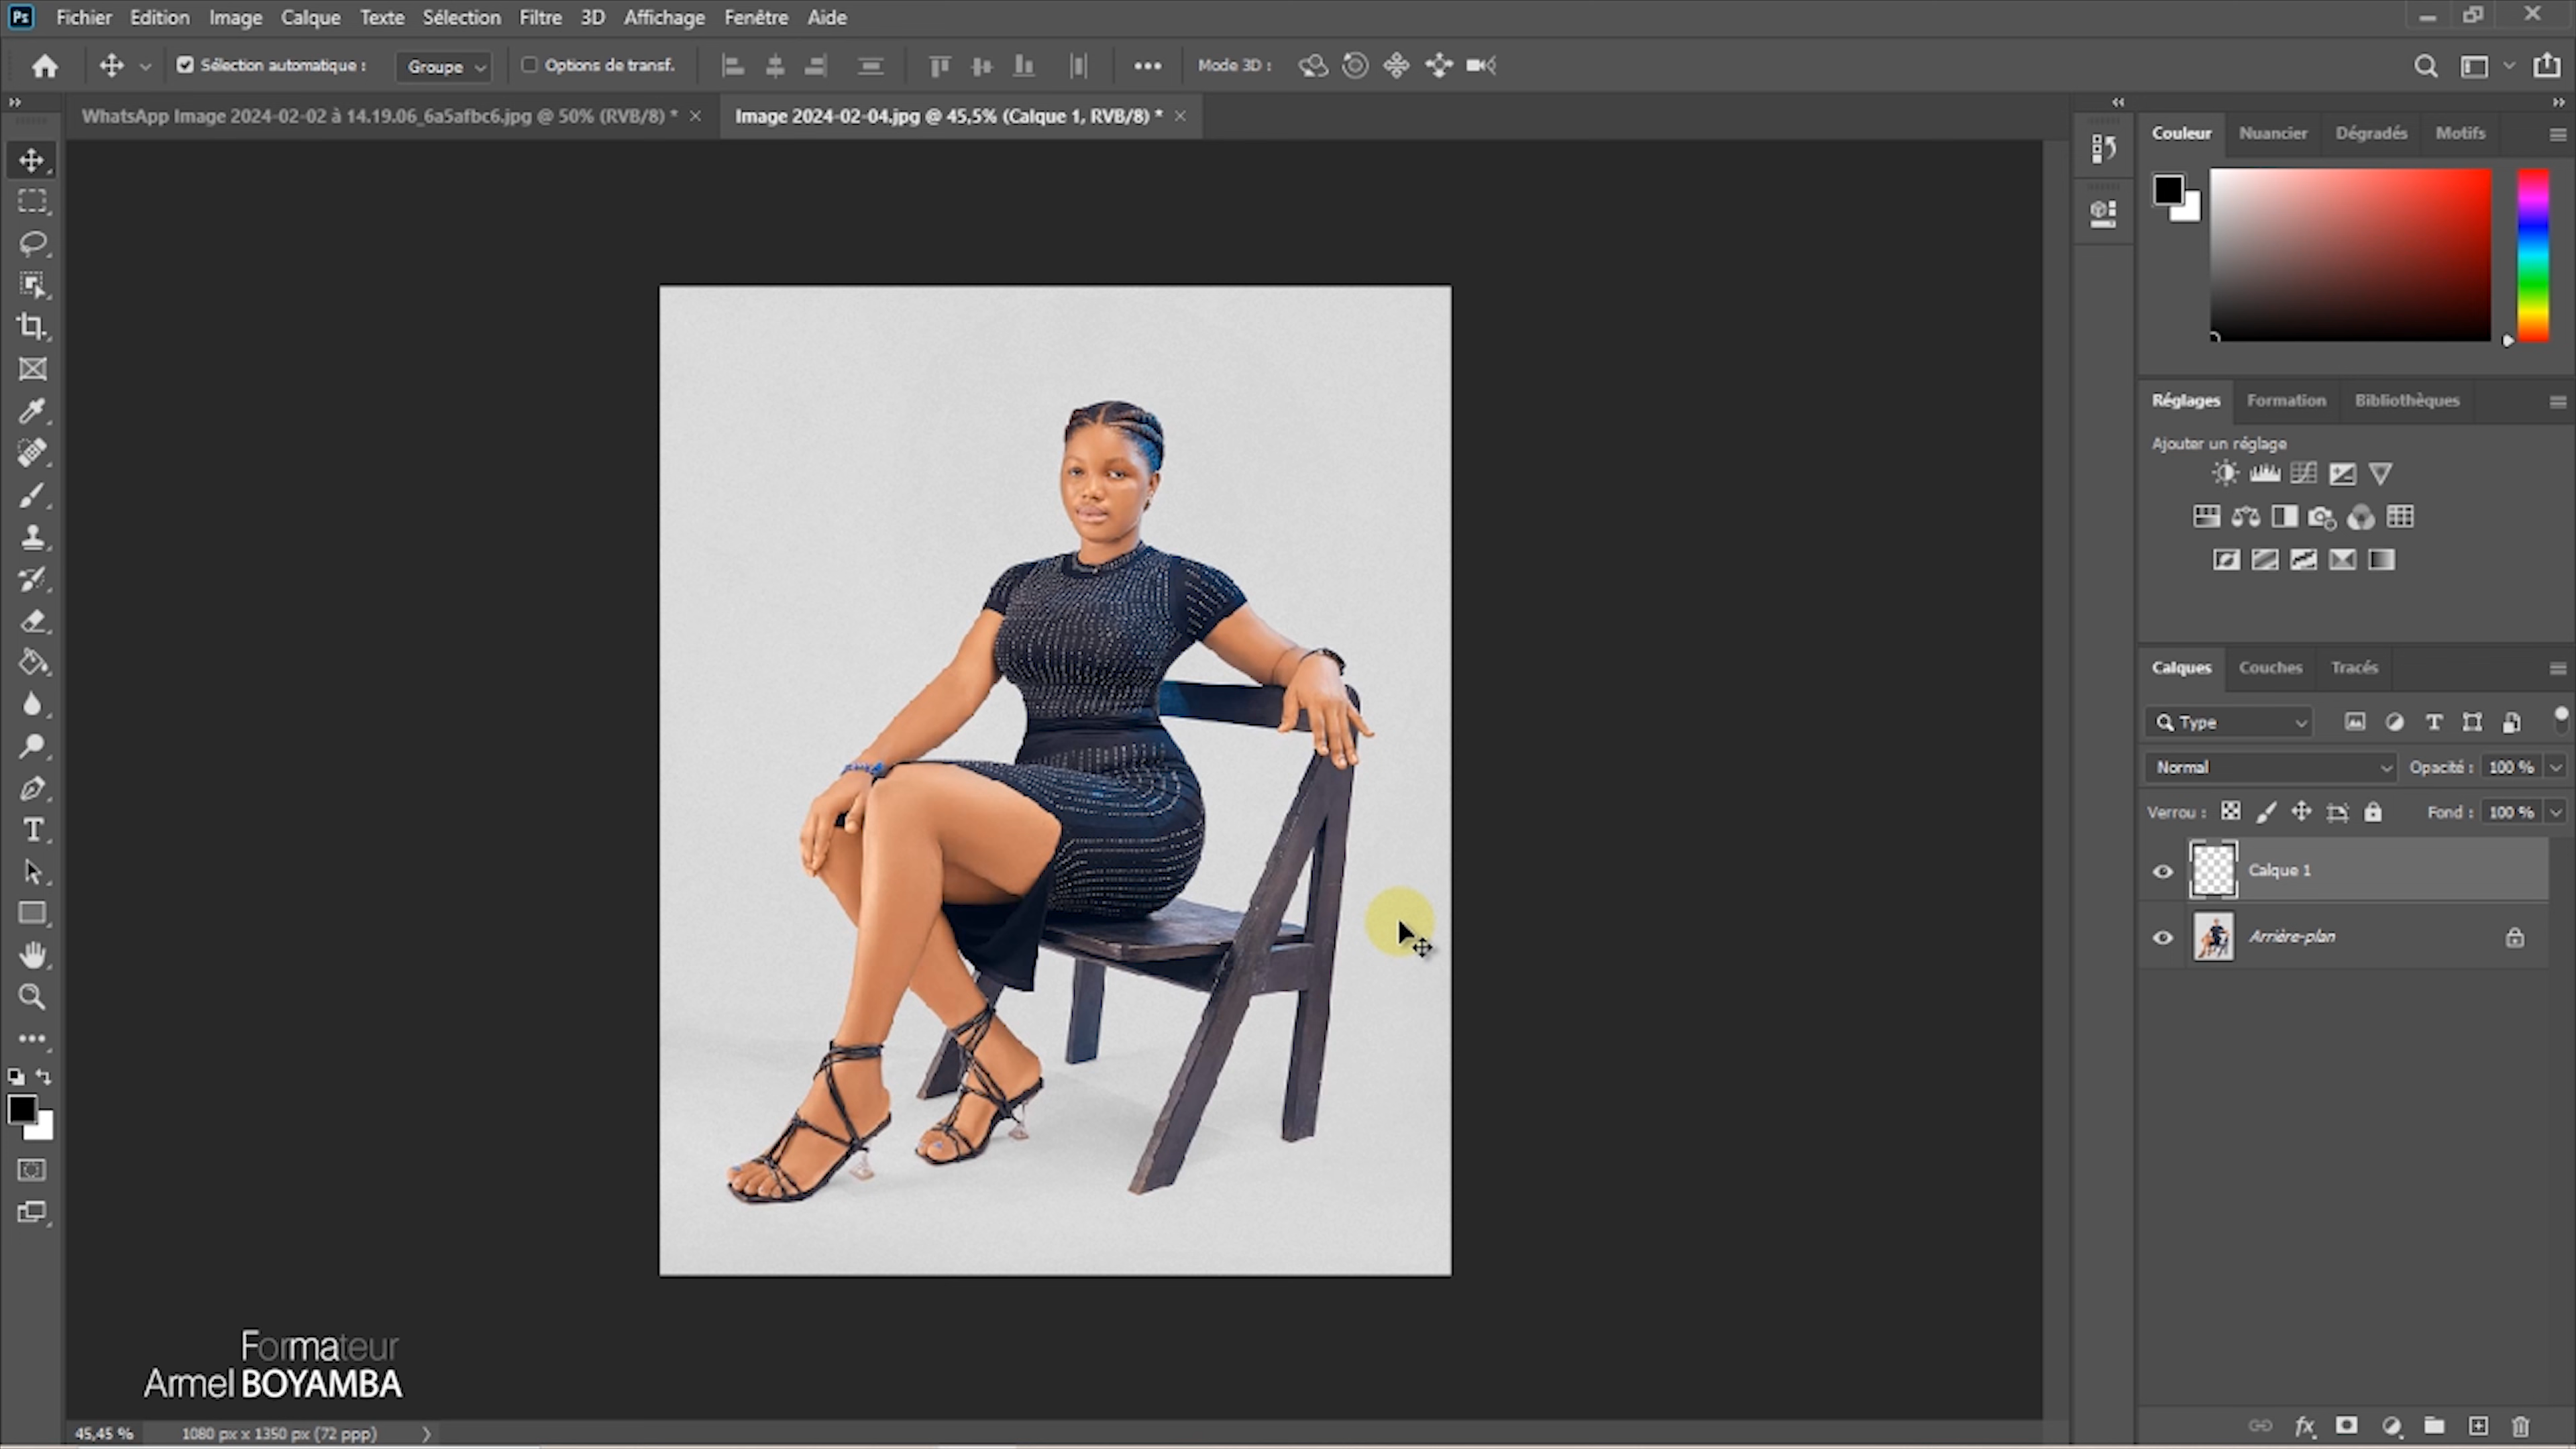 Ps Fichier Edition Image Calque Texte Sélection Filtre 3D Affichage Fenêtre Aide
Sélection automatique : Groupe Options de transf. Mode 3D :
WhatsApp Image 2024-02-02 à 14.19.06_6a5afbc6.jpg @ 50% (RVB/8) * Image 2024-02-04.jpg @ 45,5% (Calque 1, RVB/8) *
Couleur Nuancier Dégradés Motifs
Réglages Formation Bibliothèques
Ajouter un réglage
Calques Couches Tracés
Type
Normal Opacité : 100 %
Verrou : Fond : 100 %
Calque 1
Arrière-plan
Formateur
Armel BOYAMBA
45,45 % 1080 px x 1350 px (72 ppp)
fx